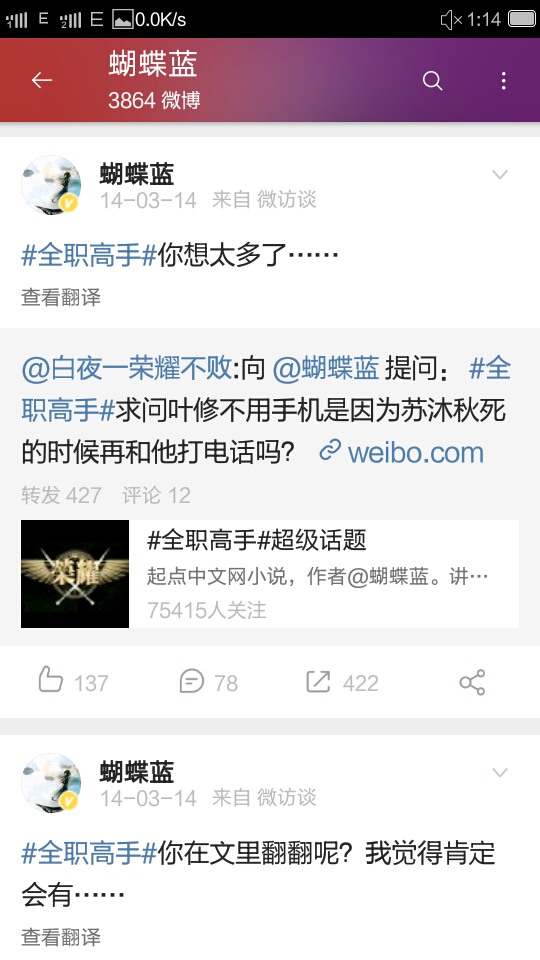 1 E 2 E 0.0K/s 1:14
蝴蝶蓝
3864 微博
蝴蝶蓝
14-03-14 来自 微访谈
#全职高手#你想太多了……
查看翻译
@白夜一荣耀不败:向 @蝴蝶蓝 提问：#全
职高手#求问叶修不用手机是因为苏沐秋死
的时候再和他打电话吗？ weibo.com
转发 427 评论 12
荣耀
#全职高手#超级话题
起点中文网小说，作者@蝴蝶蓝。讲…
75415人关注
137 78 422
蝴蝶蓝
14-03-14 来自 微访谈
#全职高手#你在文里翻翻呢？我觉得肯定
会有……
查看翻译